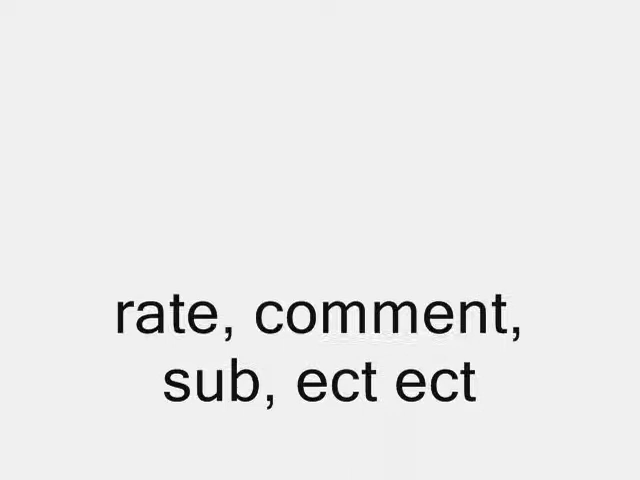 rate, comment,
sub, ect ect